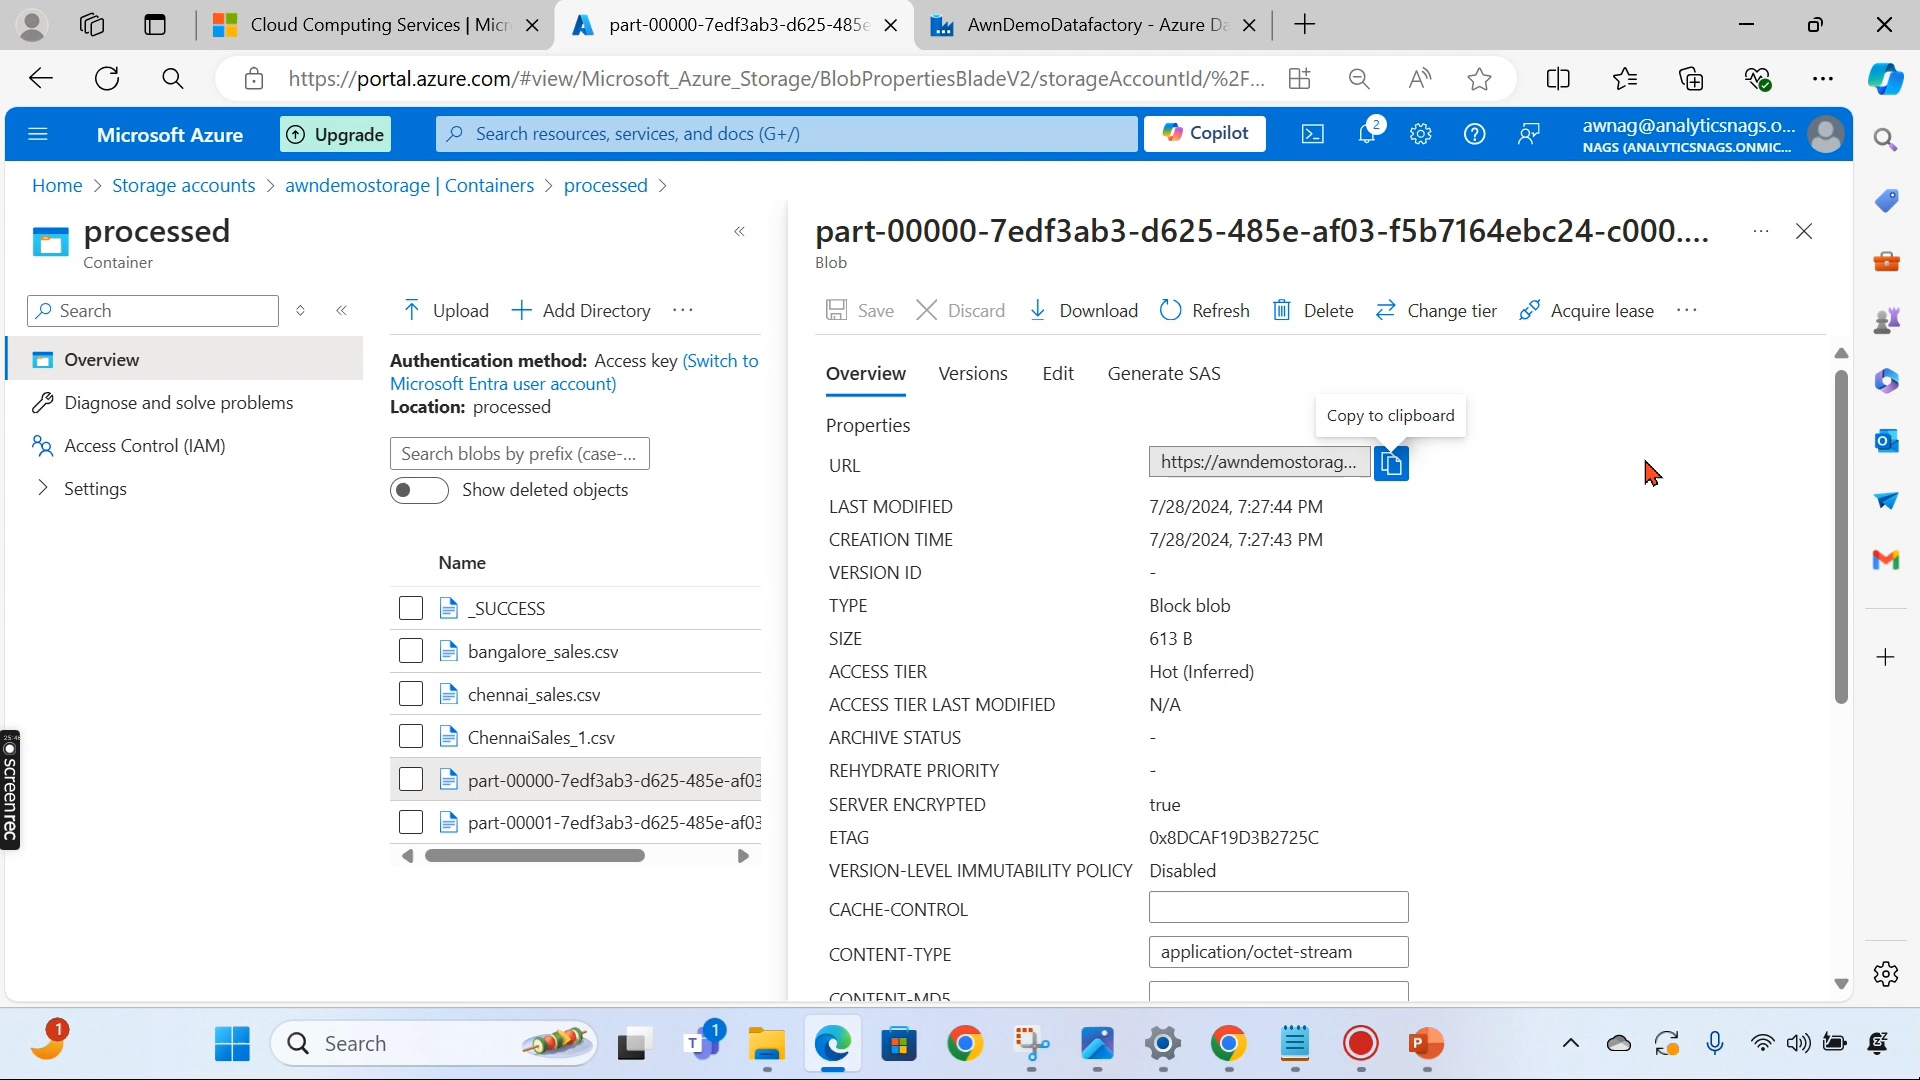 Cloud Computing Services | Micr
part-00000-7edf3ab3-d625-485e
AwnDemoDatafactory - Azure Da
https://portal.azure.com/#view/Microsoft_Azure_Storage/BlobPropertiesBladeV2/storageAccountId/%2F...
Microsoft Azure
Upgrade
Search resources, services, and docs (G+/)
Copilot
2
awnag@analyticsnags.o...
NAGS (ANALYTICSNAGS.ONMIC...
Home > Storage accounts > awndemostorage | Containers > processed >
processed
Container
Search
Overview
Diagnose and solve problems
Access Control (IAM)
Settings
Upload
Add Directory
...
Authentication method: Access key (Switch to
Microsoft Entra user account)
Location: processed
Search blobs by prefix (case-...
Show deleted objects
Name
_SUCCESS
bangalore_sales.csv
chennai_sales.csv
ChennaiSales_1.csv
part-00000-7edf3ab3-d625-485e-af03
part-00001-7edf3ab3-d625-485e-af03
part-00000-7edf3ab3-d625-485e-af03-f5b7164ebc24-c000....
Blob
Save
Discard
Download
Refresh
Delete
Change tier
Acquire lease
...
Overview
Versions
Edit
Generate SAS
Copy to clipboard
Properties
URL https://awndemostorag...
LAST MODIFIED 7/28/2024, 7:27:44 PM
CREATION TIME 7/28/2024, 7:27:43 PM
VERSION ID -
TYPE Block blob
SIZE 613 B
ACCESS TIER Hot (Inferred)
ACCESS TIER LAST MODIFIED N/A
ARCHIVE STATUS -
REHYDRATE PRIORITY -
SERVER ENCRYPTED true
ETAG 0x8DCAF19D3B2725C
VERSION-LEVEL IMMUTABILITY POLICY Disabled
CACHE-CONTROL
CONTENT-TYPE application/octet-stream
CONTENT-MD5
screenrec
1
Search
1